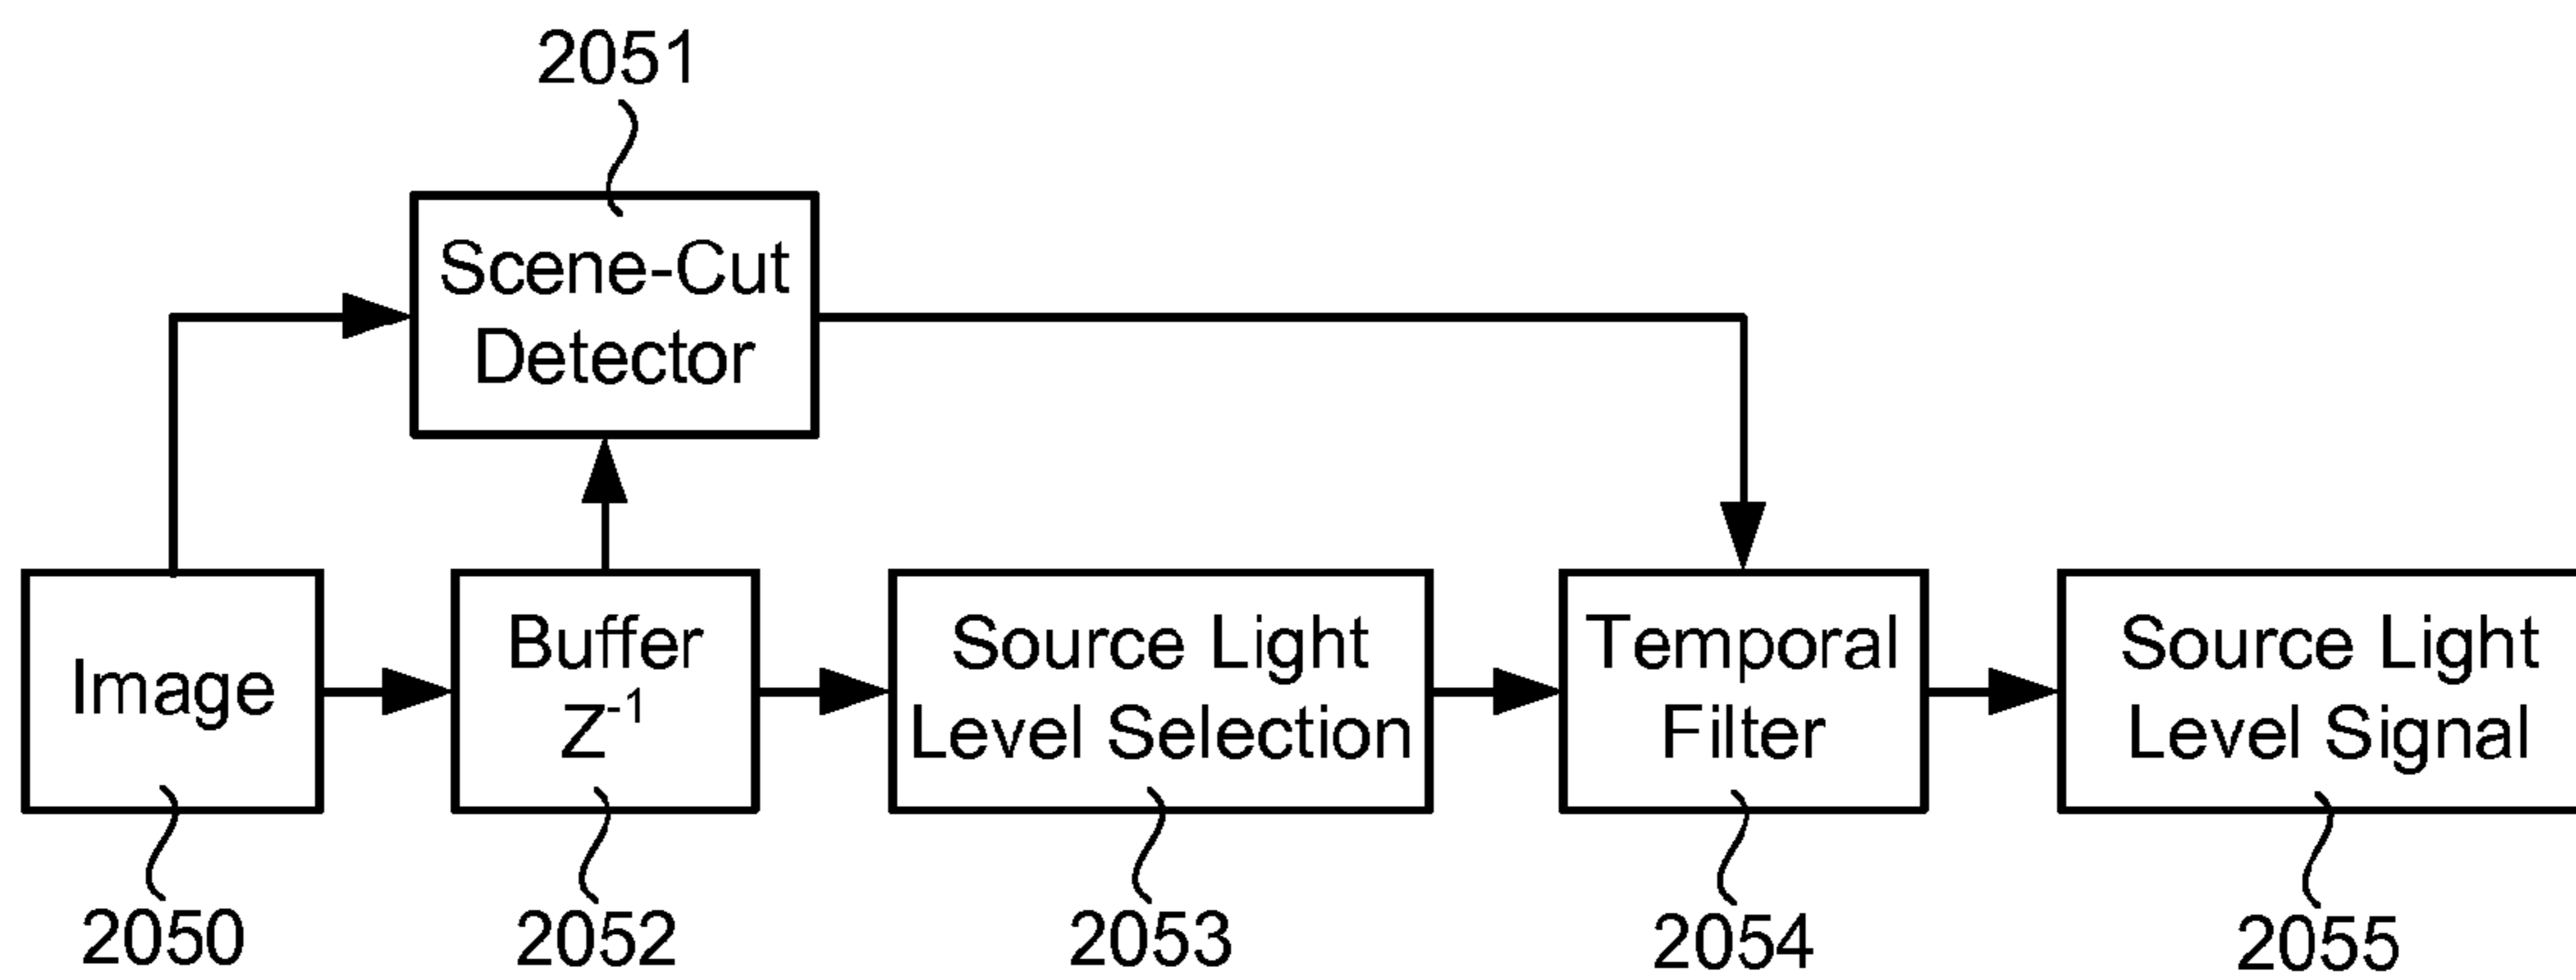 2051
Scene-Cut
Detector
Image
Buffer
Z⁻¹
Source Light
Level Selection
Temporal
Filter
Source Light
Level Signal
2050
2052
2053
2054
2055